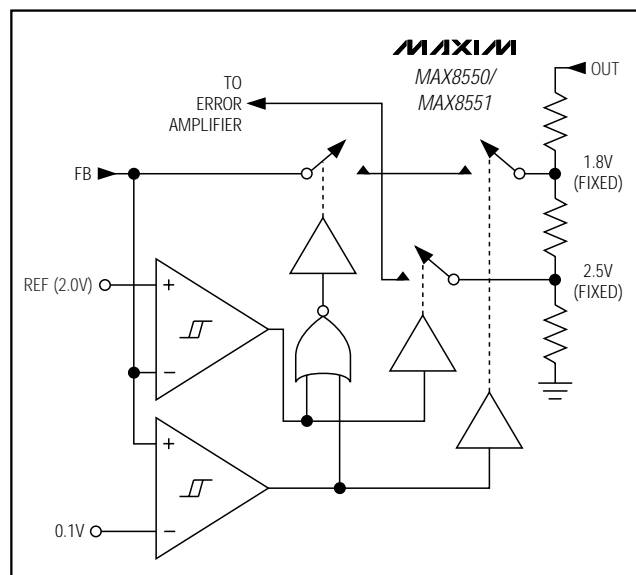 MAXIM
MAX8550/
MAX8551
OUT
TO
ERROR
AMPLIFIER
FB
1.8V
(FIXED)
REF (2.0V)
+
−
2.5V
(FIXED)
+
−
0.1V